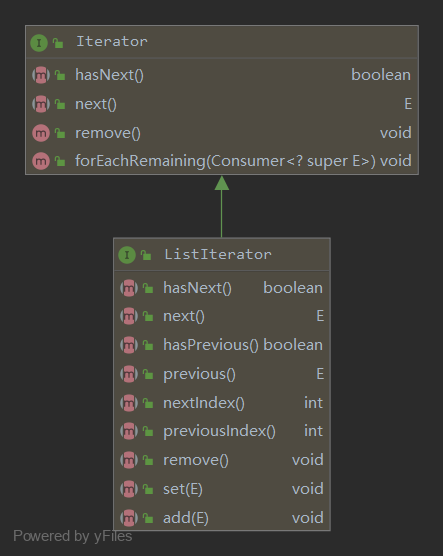 I Iterator
m hasNext() boolean
m next() E
m remove() void
m forEachRemaining(Consumer<? super E>) void
I ListIterator
m hasNext() boolean
m next() E
m hasPrevious() boolean
m previous() E
m nextIndex() int
m previousIndex() int
m remove() void
m set(E) void
m add(E) void
Powered by yFiles